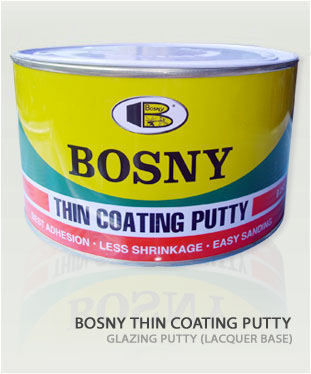 Bosny
BOSNY
THIN COATING PUTTY
BEST ADHESION · LESS SHRINKAGE · EASY SANDING
BOSNY THIN COATING PUTTY
GLAZING PUTTY (LACQUER BASE)